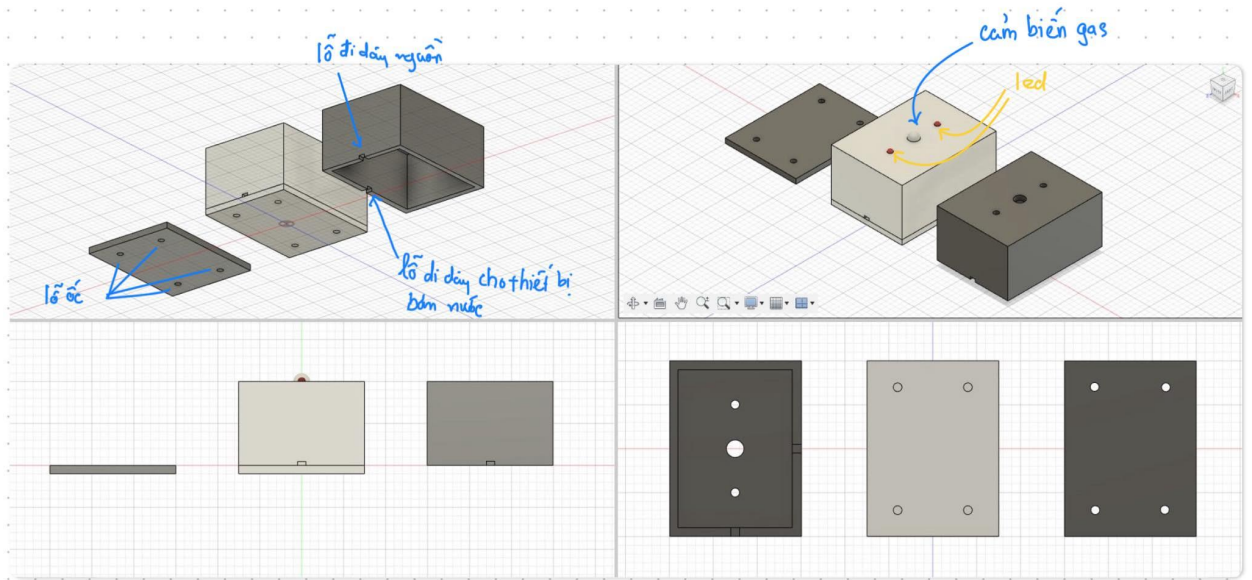 lỗ đi dây nguồn
lỗ ốc
lỗ đi dây cho thiết bị
bơm nước
cảm biến gas
led